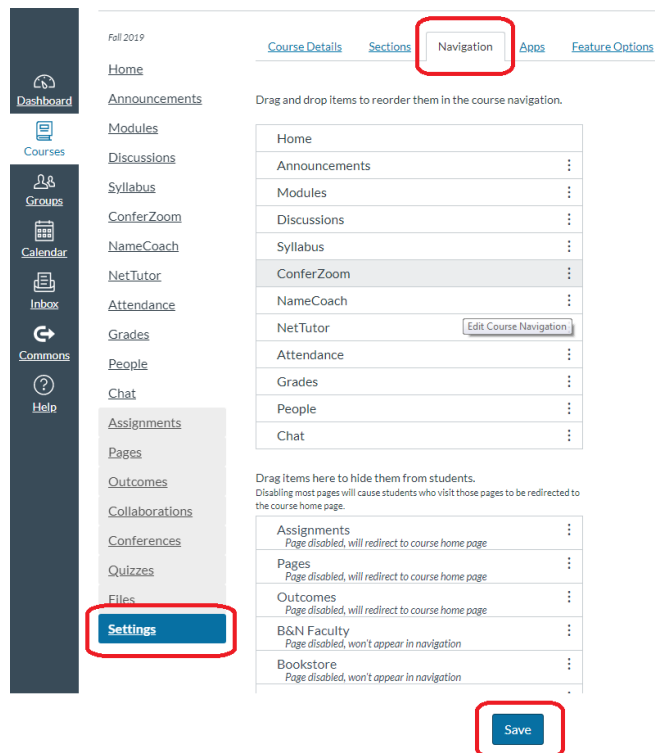 Dashboard
Courses
Groups
Calendar
Inbox
Commons
Help
Fall 2019
Home
Announcements
Modules
Discussions
Syllabus
ConferZoom
NameCoach
NetTutor
Attendance
Grades
People
Chat
Assignments
Pages
Outcomes
Collaborations
Conferences
Quizzes
Files
Settings
Course Details Sections Navigation Apps Feature Options
Drag and drop items to reorder them in the course navigation.
Home
Announcements
Modules
Discussions
Syllabus
ConferZoom
NameCoach
NetTutor
Edit Course Navigation
Attendance
Grades
People
Chat
Drag items here to hide them from students.
Disabling most pages will cause students who visit those pages to be redirected to
the course home page.
Assignments
Page disabled, will redirect to course home page
Pages
Page disabled, will redirect to course home page
Outcomes
Page disabled, will redirect to course home page
B&N Faculty
Page disabled, won't appear in navigation
Bookstore
Page disabled, won't appear in navigation
Save